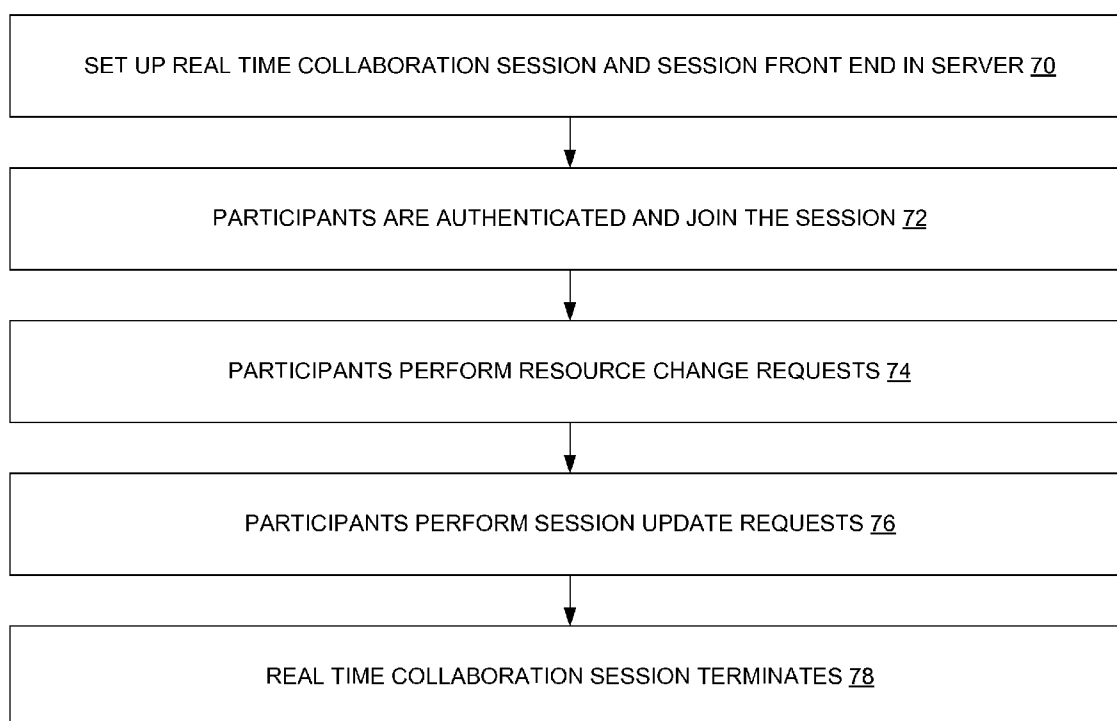 SET UP REAL TIME COLLABORATION SESSION AND SESSION FRONT END IN SERVER 70
PARTICIPANTS ARE AUTHENTICATED AND JOIN THE SESSION 72
PARTICIPANTS PERFORM RESOURCE CHANGE REQUESTS 74
PARTICIPANTS PERFORM SESSION UPDATE REQUESTS 76
REAL TIME COLLABORATION SESSION TERMINATES 78